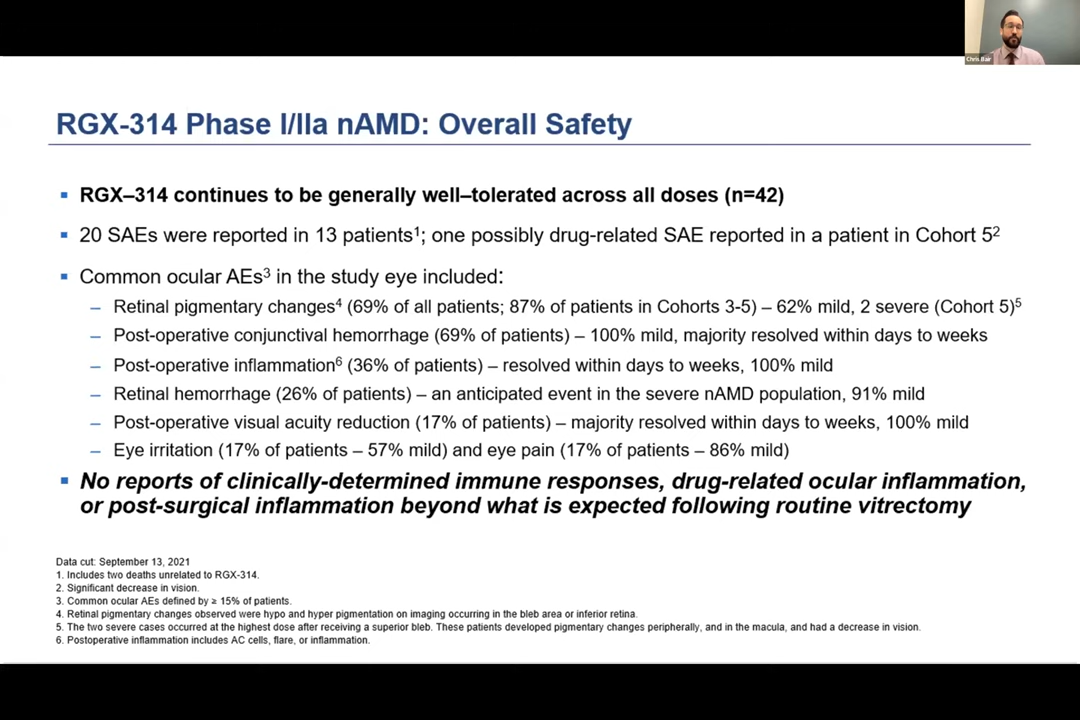 Chris Bair
RGX-314 Phase I/IIa nAMD: Overall Safety
▪ RGX–314 continues to be generally well–tolerated across all doses (n=42)
▪ 20 SAEs were reported in 13 patients¹; one possibly drug-related SAE reported in a patient in Cohort 5²
▪ Common ocular AEs³ in the study eye included:
– Retinal pigmentary changes⁴ (69% of all patients; 87% of patients in Cohorts 3-5) – 62% mild, 2 severe (Cohort 5)⁵
– Post-operative conjunctival hemorrhage (69% of patients) – 100% mild, majority resolved within days to weeks
– Post-operative inflammation⁶ (36% of patients) – resolved within days to weeks, 100% mild
– Retinal hemorrhage (26% of patients) – an anticipated event in the severe nAMD population, 91% mild
– Post-operative visual acuity reduction (17% of patients) – majority resolved within days to weeks, 100% mild
– Eye irritation (17% of patients – 57% mild) and eye pain (17% of patients – 86% mild)
▪ No reports of clinically-determined immune responses, drug-related ocular inflammation,
or post-surgical inflammation beyond what is expected following routine vitrectomy
Data cut: September 13, 2021
1. Includes two deaths unrelated to RGX-314.
2. Significant decrease in vision.
3. Common ocular AEs defined by ≥ 15% of patients.
4. Retinal pigmentary changes observed were hypo and hyper pigmentation on imaging occurring in the bleb area or inferior retina.
5. The two severe cases occurred at the highest dose after receiving a superior bleb. These patients developed pigmentary changes peripherally, and in the macula, and had a decrease in vision.
6. Postoperative inflammation includes AC cells, flare, or inflammation.